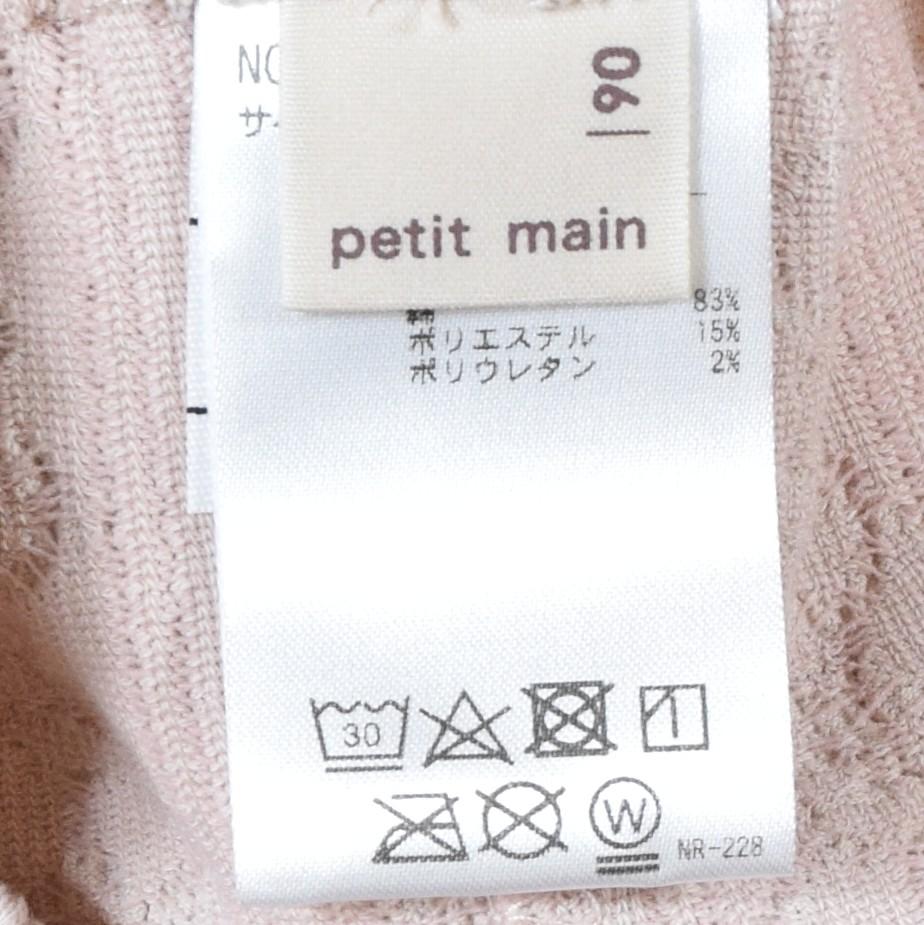 90
petit main
83%
ポリエステル 15%
ポリウレタン 2%
30
W
NR-228